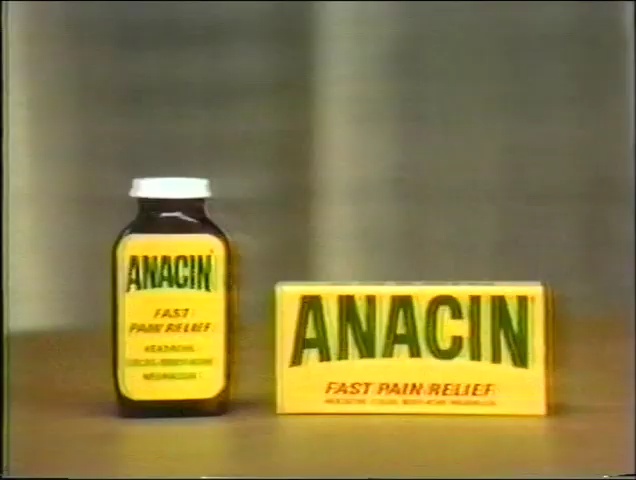 ANACIN
FAST
PAIN RELIEF
HEADACHE
NEURALGIA
ANACIN
FAST PAIN RELIEF